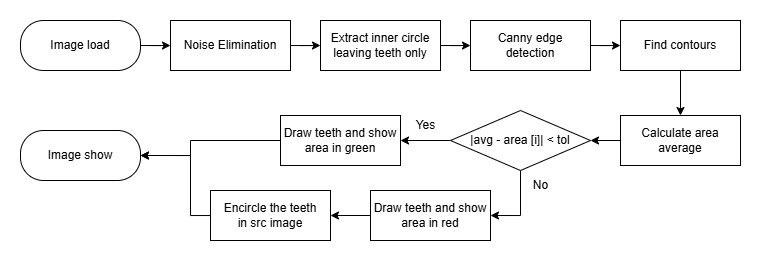 Image load
Noise Elimination
Extract inner circle
leaving teeth only
Canny edge
detection
Find contours
Calculate area
average
|avg - area [i]| < tol
Yes
Draw teeth and show
area in green
Image show
No
Draw teeth and show
area in red
Encircle the teeth
in src image